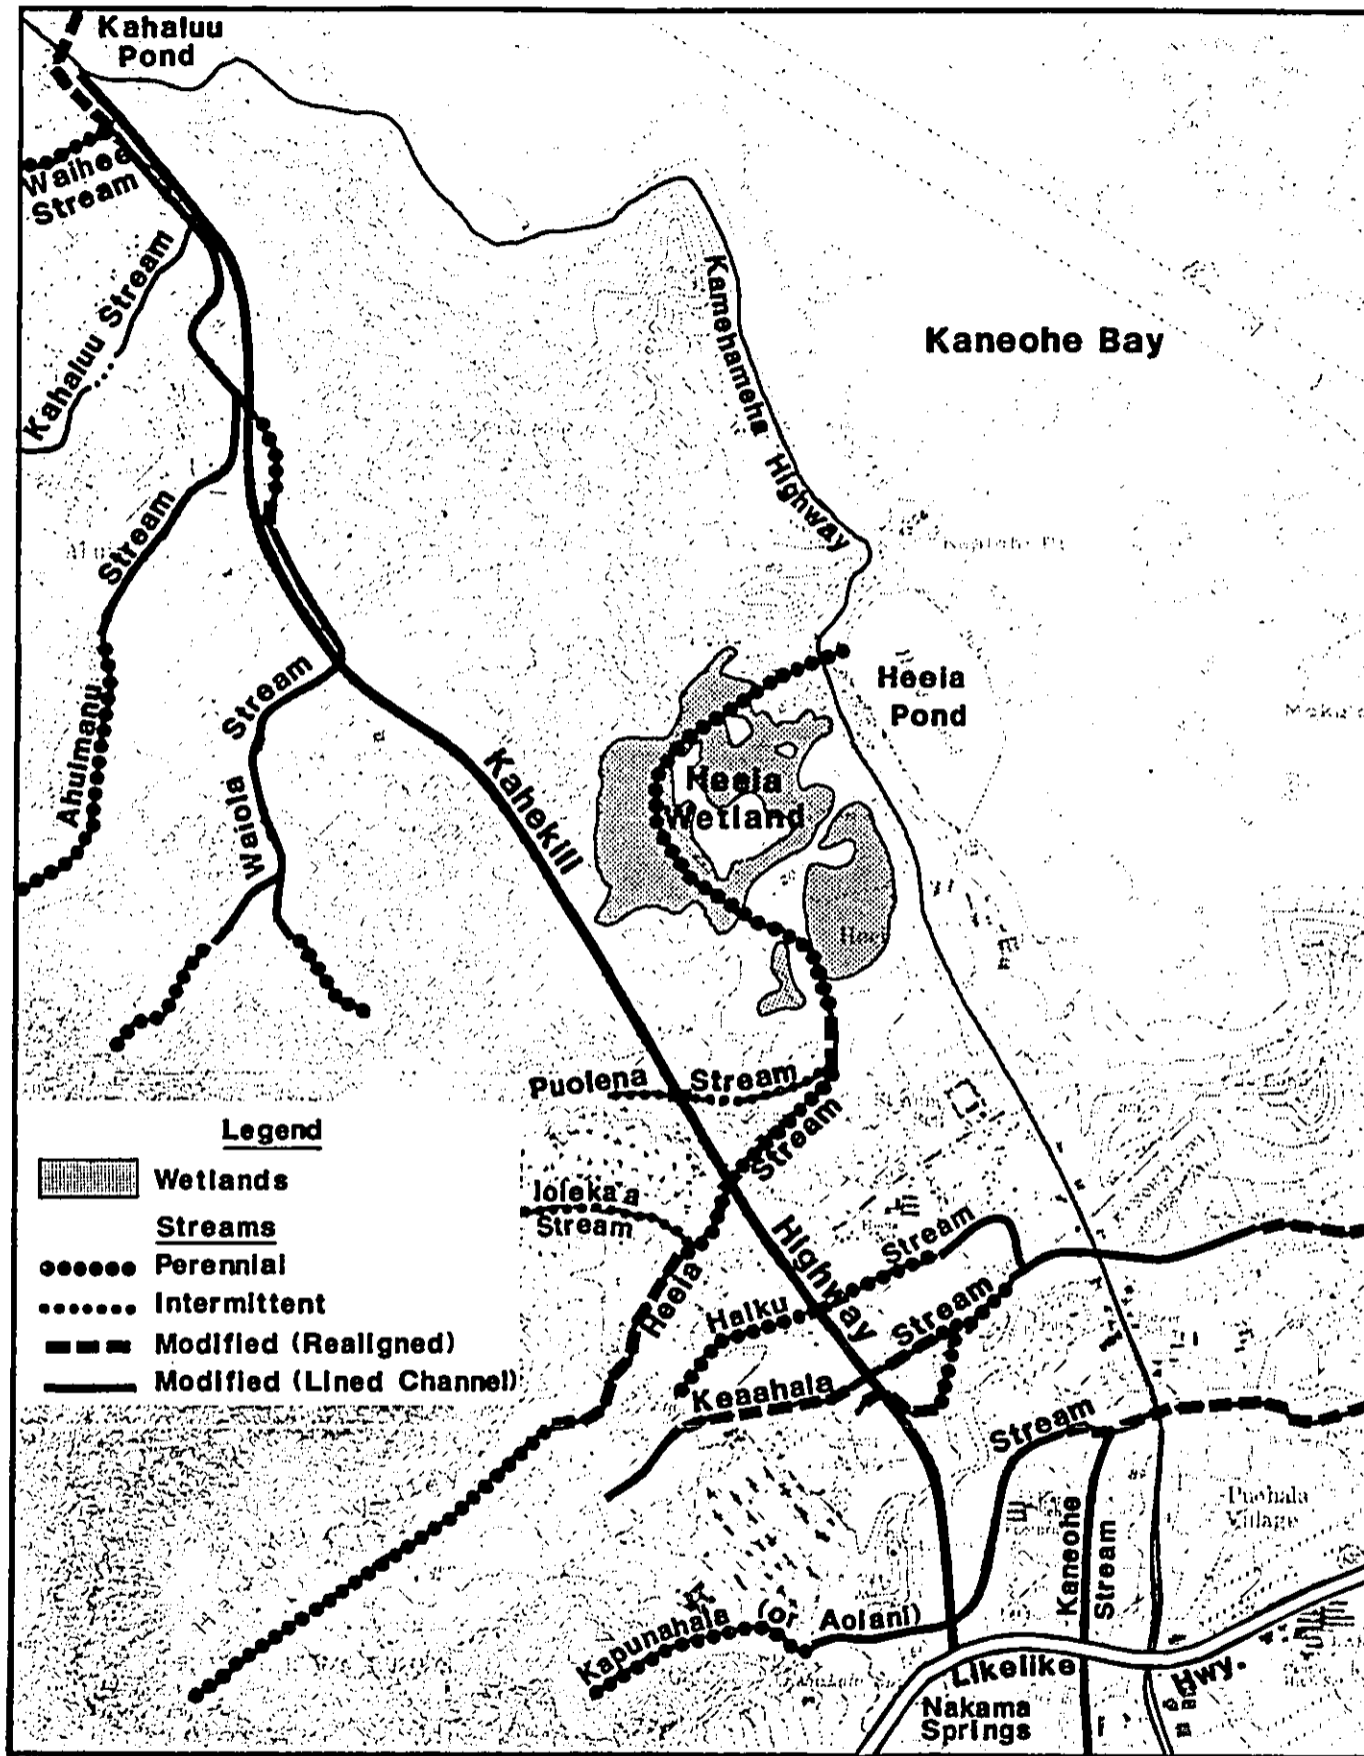 Kahaluu
Pond
Waihee
Stream
Kahaluu Stream
Kamehameha Highway
Kaneohe Bay
Stream
Ahuimanu
Stream
Waiola
Heeia
Pond
Heeia
Wetland
Kahekili
Puolena Stream
Stream
Legend
Wetlands
Streams
Perennial
Intermittent
Modified (Realigned)
Modified (Lined Channel)
Ioleka'a
Stream
Heeia
Highway
Haiku
Stream
Stream
Keaahala
Stream
Puohala
Village
Kaneohe
Stream
Kapunahala (or Aolani)
Likelike
Hwy.
Nakama
Springs